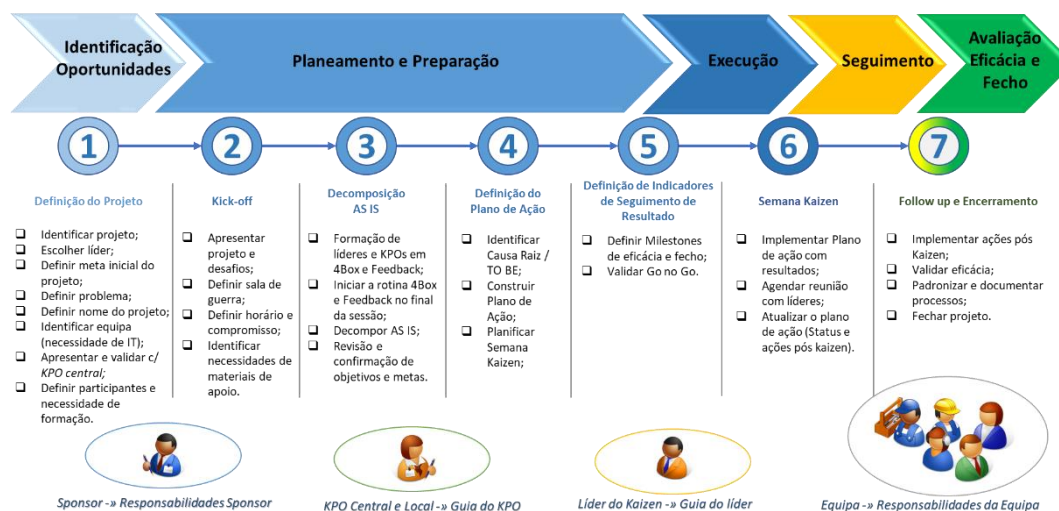 Identificação
Oportunidades
Planeamento e Preparação
Execução
Seguimento
Avaliação
Eficácia e
Fecho
1
2
3
4
5
6
7
Definição do Projeto
❑ Identificar projeto;
❑ Escolher líder;
❑ Definir meta inicial do
projeto;
❑ Definir problema;
❑ Definir nome do projeto;
❑ Identificar equipa
(necessidade de IT);
❑ Apresentar e validar c/
KPO central;
❑ Definir participantes e
necessidade de
formação.
Kick-off
❑ Apresentar
projeto e
desafios;
❑ Definir sala de
guerra;
❑ Definir horário e
compromisso;
❑ Identificar
necessidades de
materiais de
apoio.
Decomposição
AS IS
❑ Formação de
líderes e KPOs em
4Box e Feedback;
❑ Iniciar a rotina 4Box
e Feedback no final
da sessão;
❑ Decompor AS IS;
❑ Revisão e
confirmação de
objetivos e metas.
Definição do
Plano de Ação
❑ Identificar
Causa Raiz /
TO BE;
❑ Construir
Plano de
Ação;
❑ Planificar
Semana
Kaizen;
Definição de Indicadores
de Seguimento de
Resultado
❑ Definir Milestones
de eficácia e fecho;
❑ Validar Go no Go.
Semana Kaizen
❑ Implementar Plano
de ação com
resultados;
❑ Agendar reunião
com líderes;
❑ Atualizar o plano
de ação (Status e
ações pós kaizen).
Follow up e Encerramento
❑ Implementar ações pós
Kaizen;
❑ Validar eficácia;
❑ Padronizar e documentar
processos;
❑ Fechar projeto.
Sponsor -» Responsabilidades Sponsor
KPO Central e Local -» Guia do KPO
Líder do Kaizen -» Guia do líder
Equipa -» Responsabilidades da Equipa